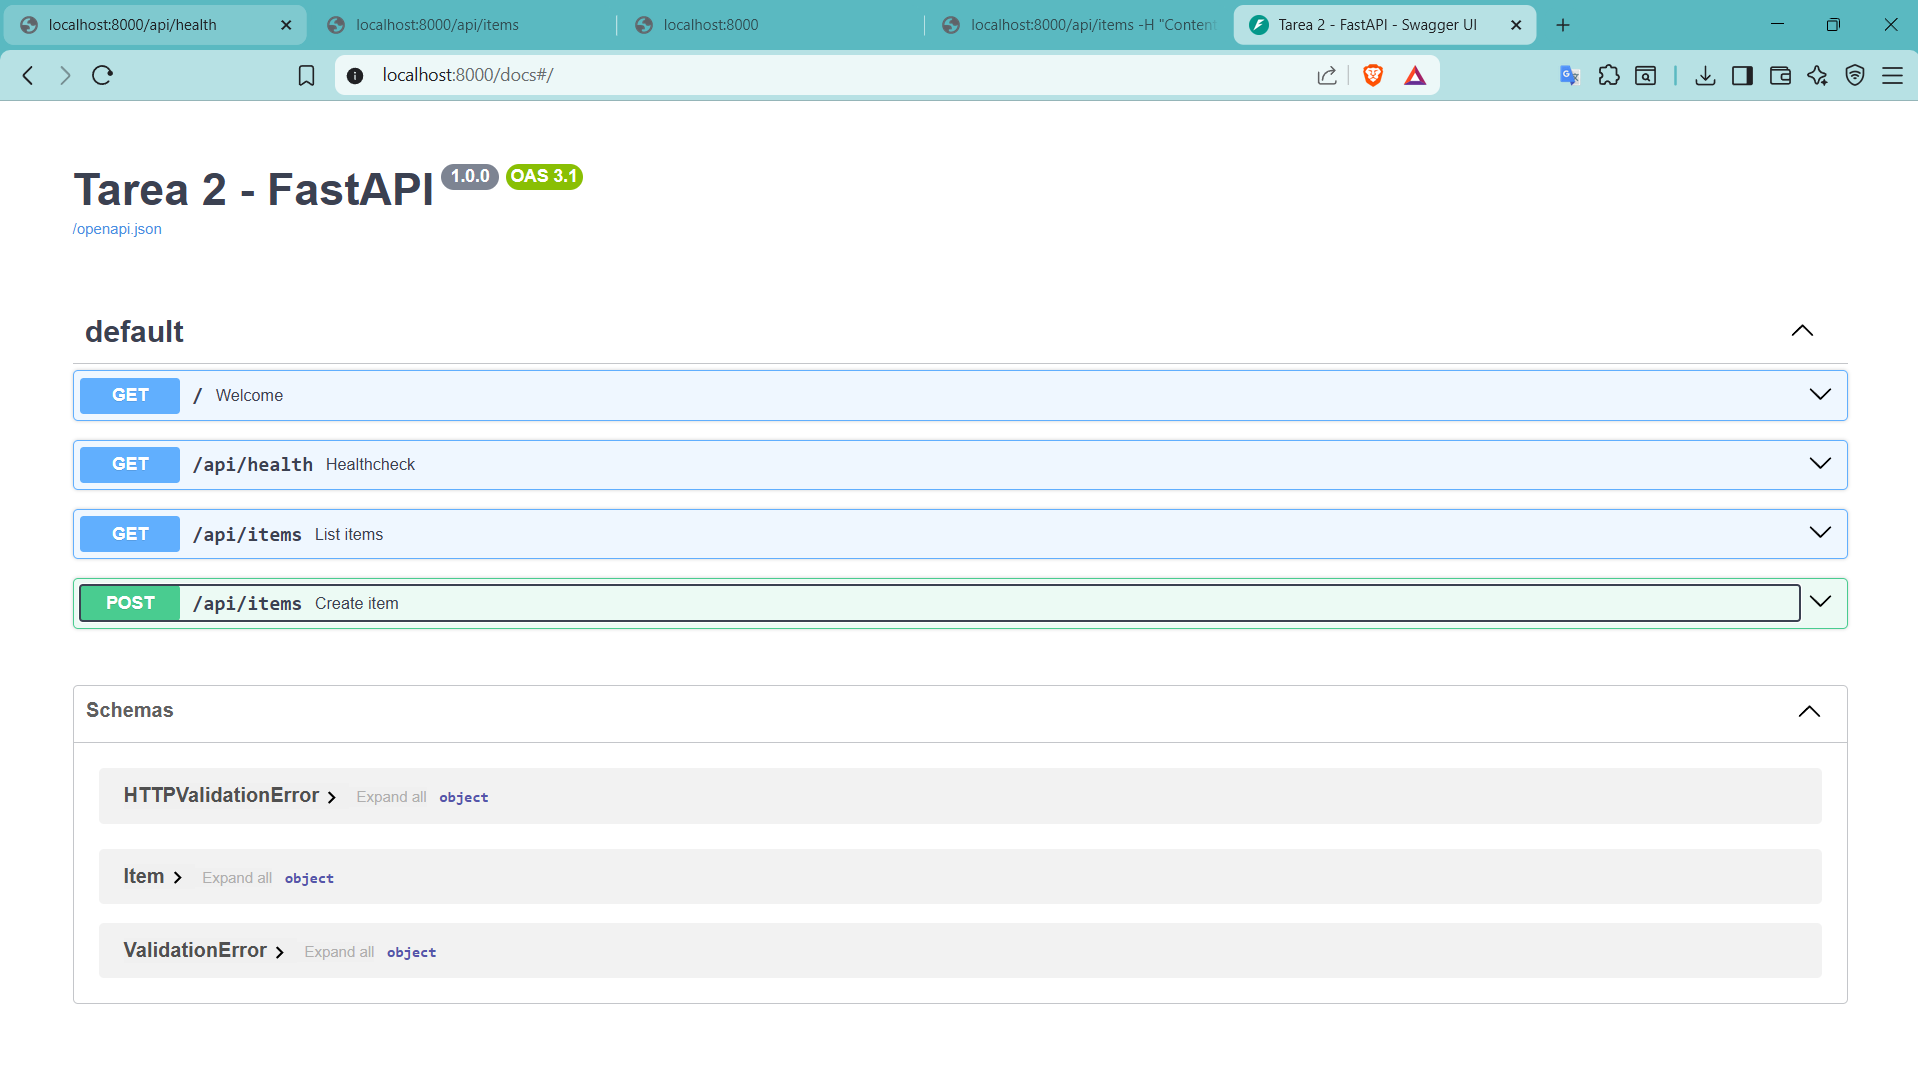 localhost:8000/api/health
localhost:8000/api/items
localhost:8000
localhost:8000/api/items -H "Content
Tarea 2 - FastAPI - Swagger UI
localhost:8000/docs#/
Tarea 2 - FastAPI 1.0.0 OAS 3.1
/openapi.json
default
GET / Welcome
GET /api/health Healthcheck
GET /api/items List items
POST /api/items Create item
Schemas
HTTPValidationError Expand all object
Item Expand all object
ValidationError Expand all object